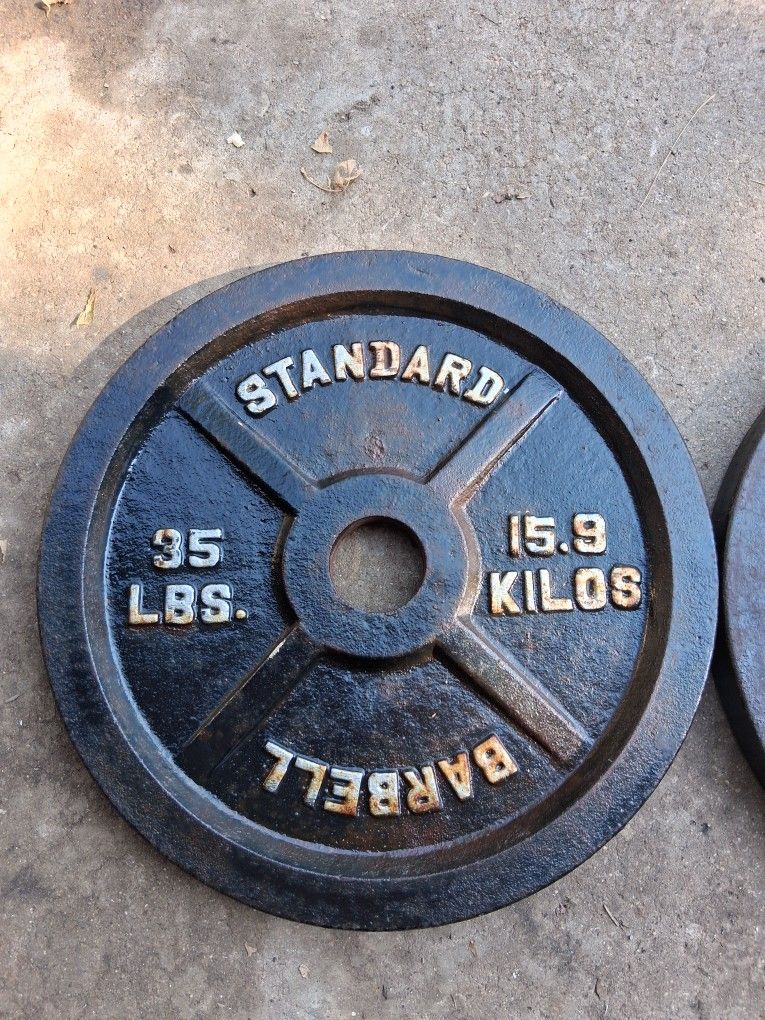 STANDARD
35
LBS.
15.9
KILOS
BARBELL